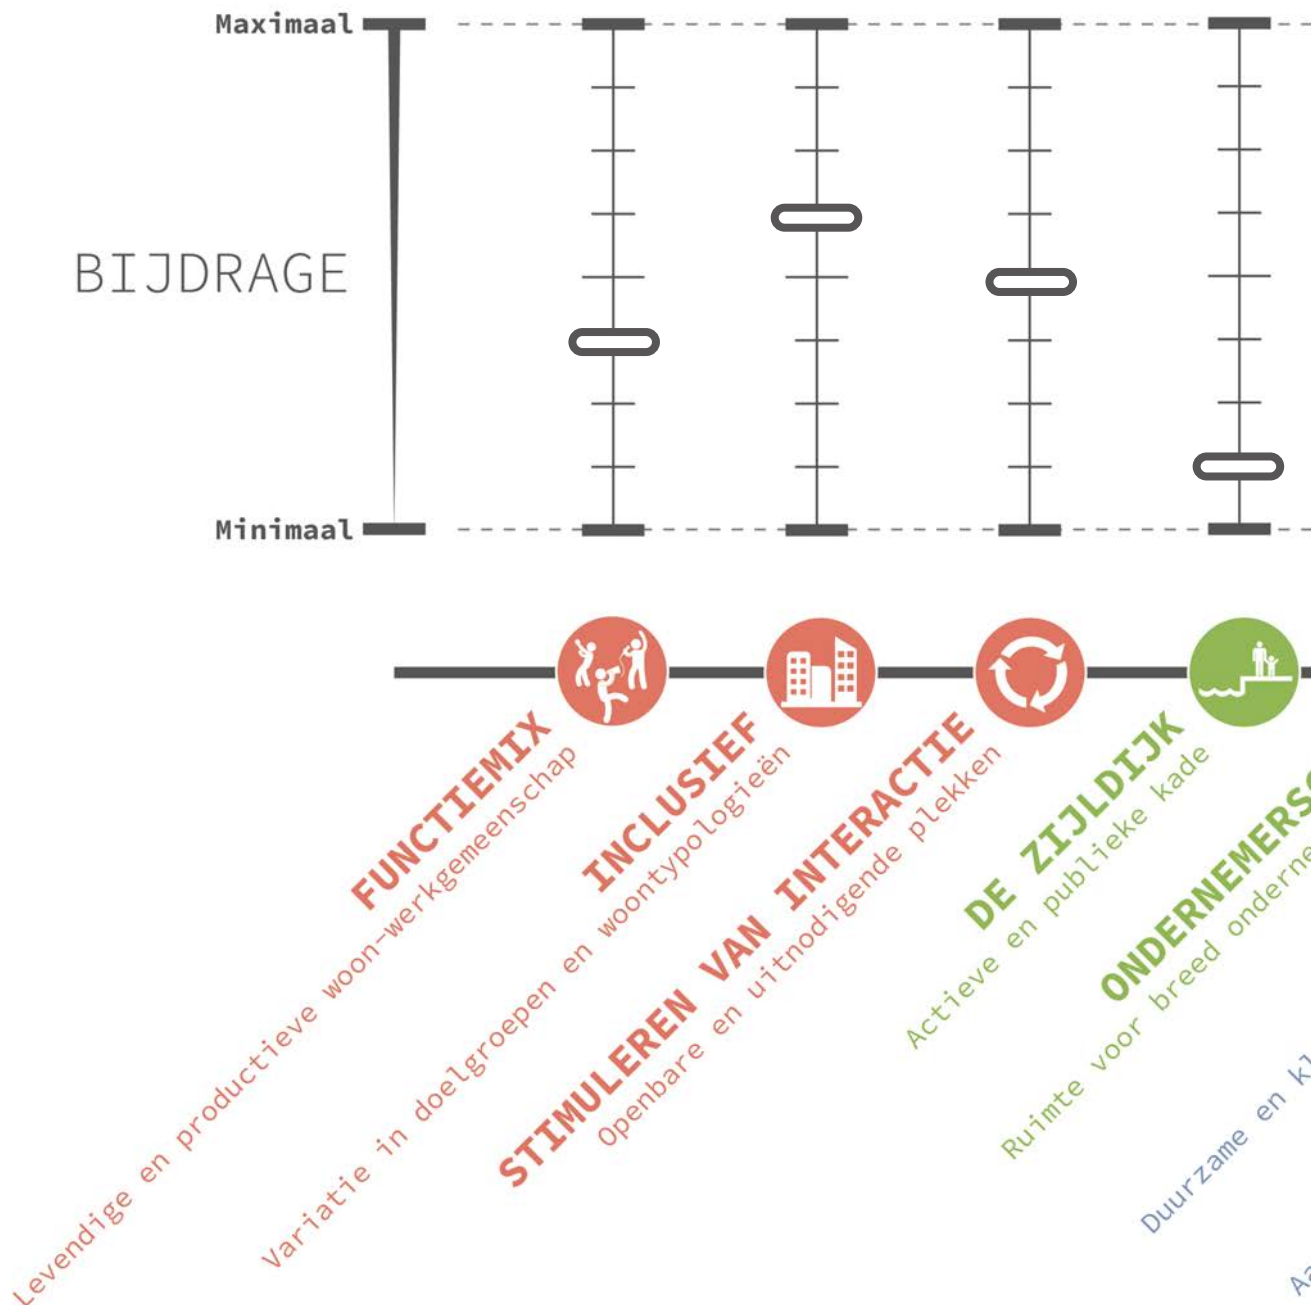 Maximaal
BIJDRAGE
Minimaal
FUNCTIEMIX
Levendige en productieve woon-werkgemeenschap
INCLUSIEF
Variatie in doelgroepen en woontypologieën
STIMULEREN VAN INTERACTIE
Openbare en uitnodigende plekken
DE ZIJLDIJK
Actieve en publieke kade
Ruimte voor breed
Duurzame en